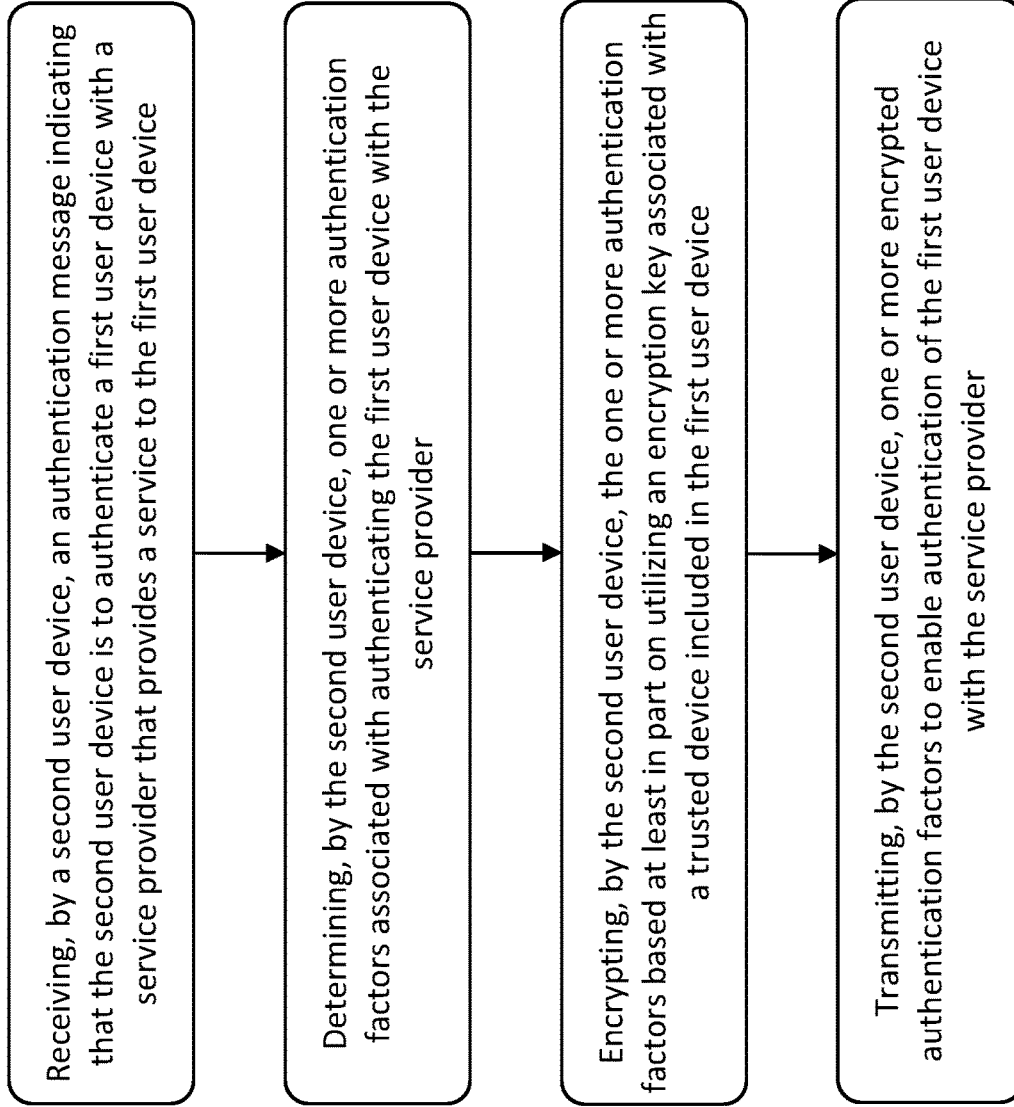 Receiving, by a second user device, an authentication message indicating
that the second user device is to authenticate a first user device with a
service provider that provides a service to the first user device
Determining, by the second user device, one or more authentication
factors associated with authenticating the first user device with the
service provider
Encrypting, by the second user device, the one or more authentication
factors based at least in part on utilizing an encryption key associated with
a trusted device included in the first user device
Transmitting, by the second user device, one or more encrypted
authentication factors to enable authentication of the first user device
with the service provider